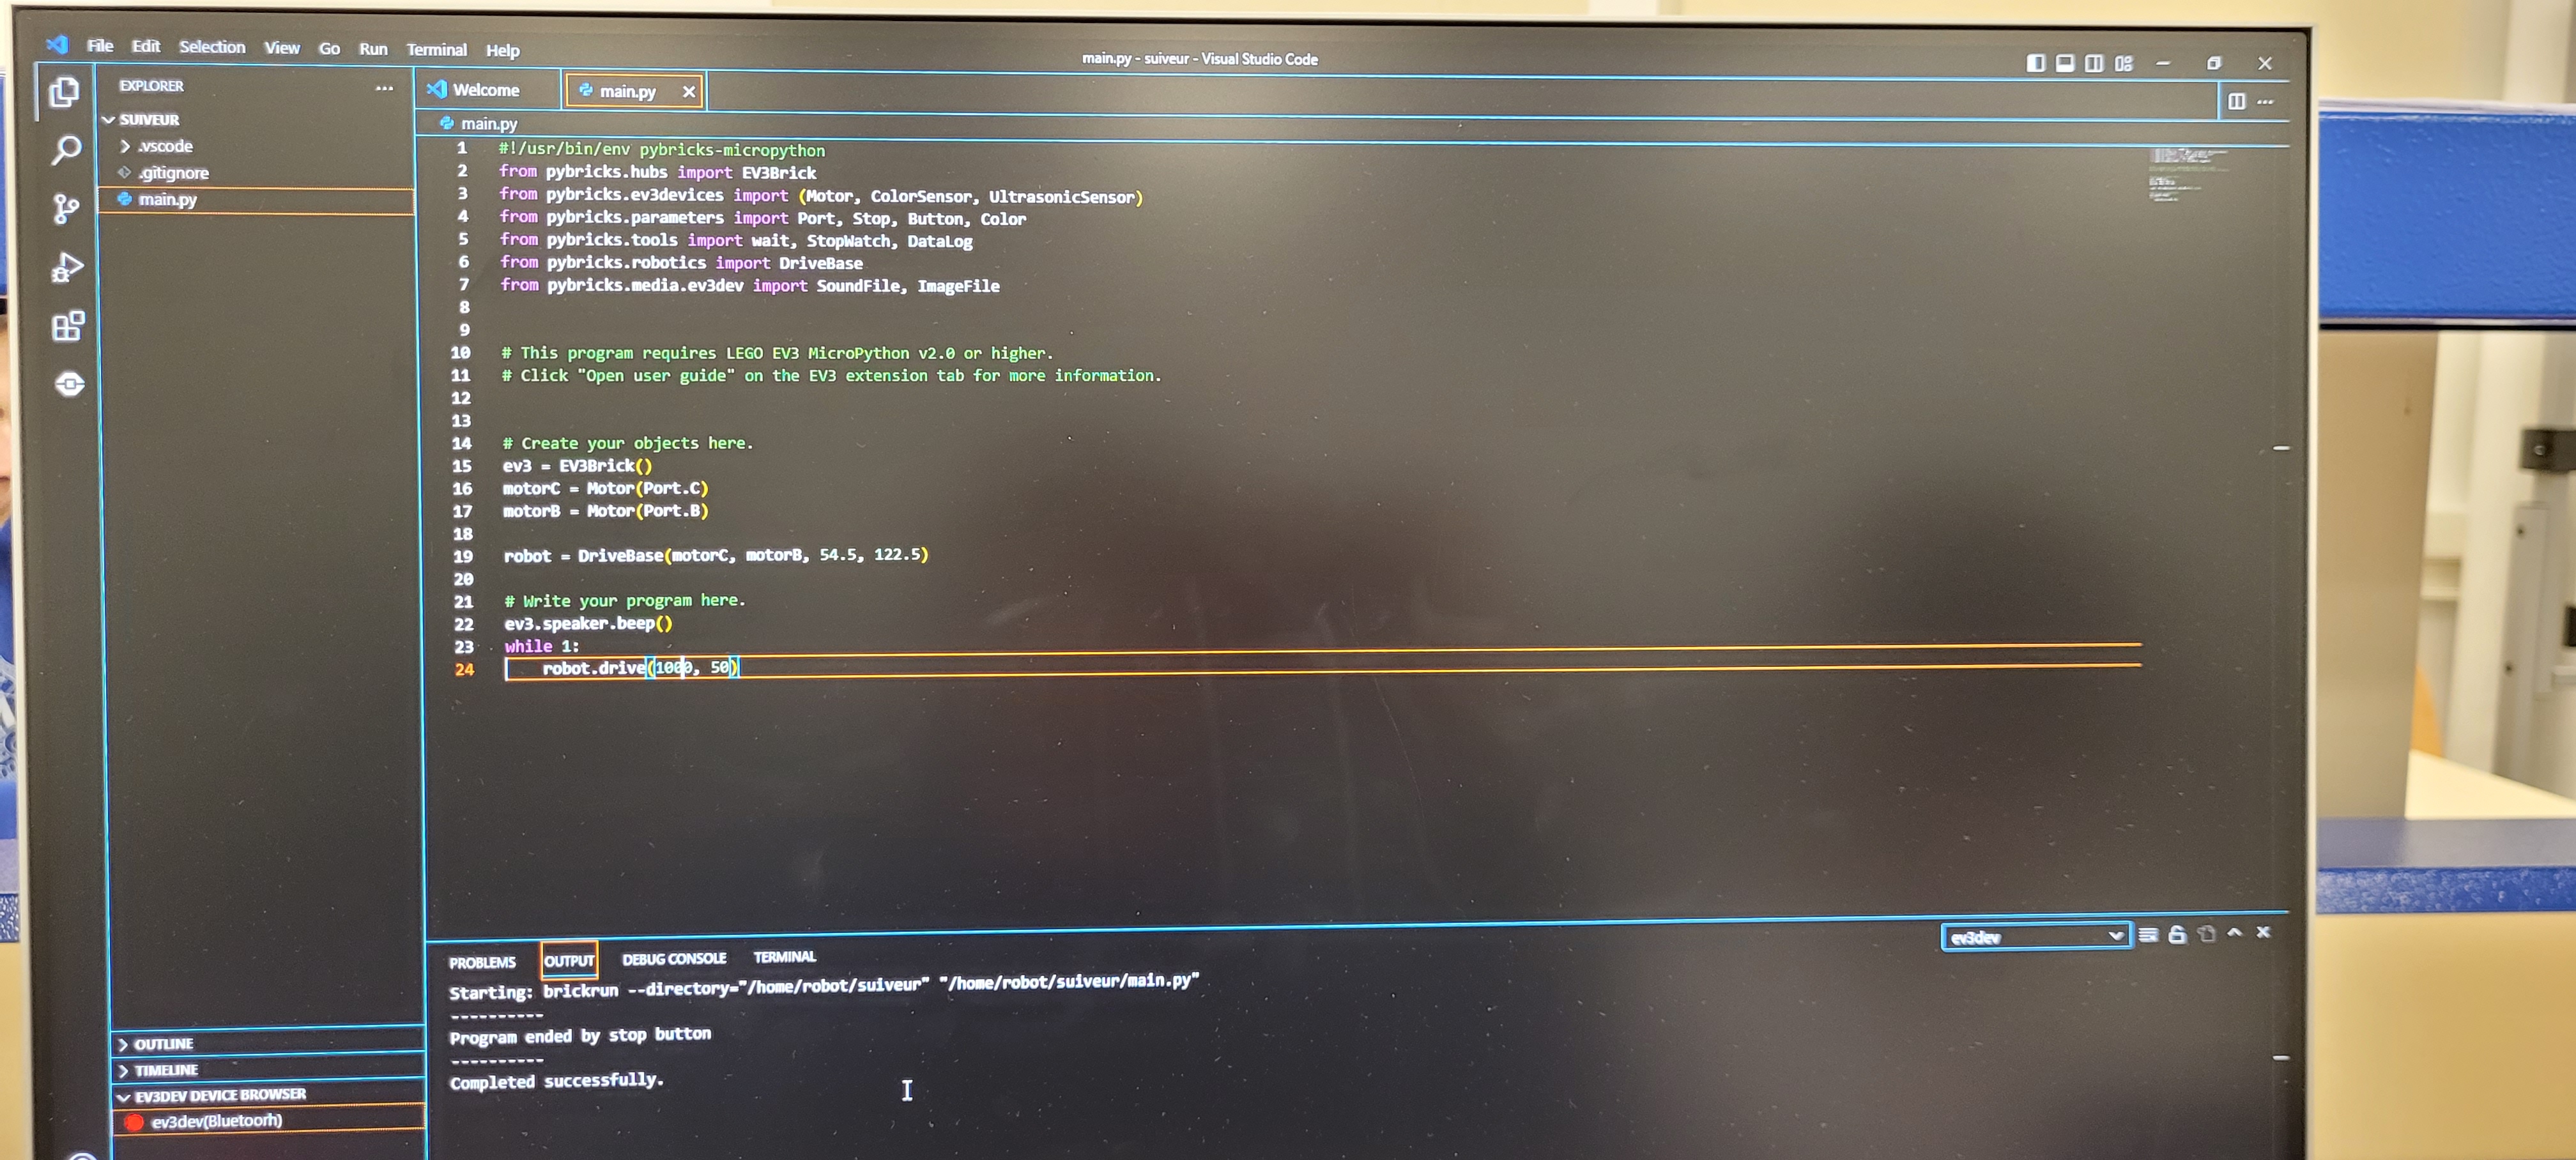 File Edit Selection View Go Run Terminal Help
main.py - suiveur - Visual Studio Code
EXPLORER
SUIVEUR
.vscode
.gitignore
main.py
Welcome
main.py
main.py
1 #!/usr/bin/env pybricks-micropython
2 from pybricks.hubs import EV3Brick
3 from pybricks.ev3devices import (Motor, ColorSensor, UltrasonicSensor)
4 from pybricks.parameters import Port, Stop, Button, Color
5 from pybricks.tools import wait, StopWatch, DataLog
6 from pybricks.robotics import DriveBase
7 from pybricks.media.ev3dev import SoundFile, ImageFile
8
9
10 # This program requires LEGO EV3 MicroPython v2.0 or higher.
11 # Click "Open user guide" on the EV3 extension tab for more information.
12
13
14 # Create your objects here.
15 ev3 = EV3Brick()
16 motorC = Motor(Port.C)
17 motorB = Motor(Port.B)
18
19 robot = DriveBase(motorC, motorB, 54.5, 122.5)
20
21 # Write your program here.
22 ev3.speaker.beep()
23 while 1:
24 robot.drive(1000, 50)
PROBLEMS OUTPUT DEBUG CONSOLE TERMINAL
ev3dev
Starting: brickrun --directory="/home/robot/suiveur" "/home/robot/suiveur/main.py"
----------
Program ended by stop button
----------
Completed successfully.
OUTLINE
TIMELINE
EV3DEV DEVICE BROWSER
ev3dev(Bluetoorh)